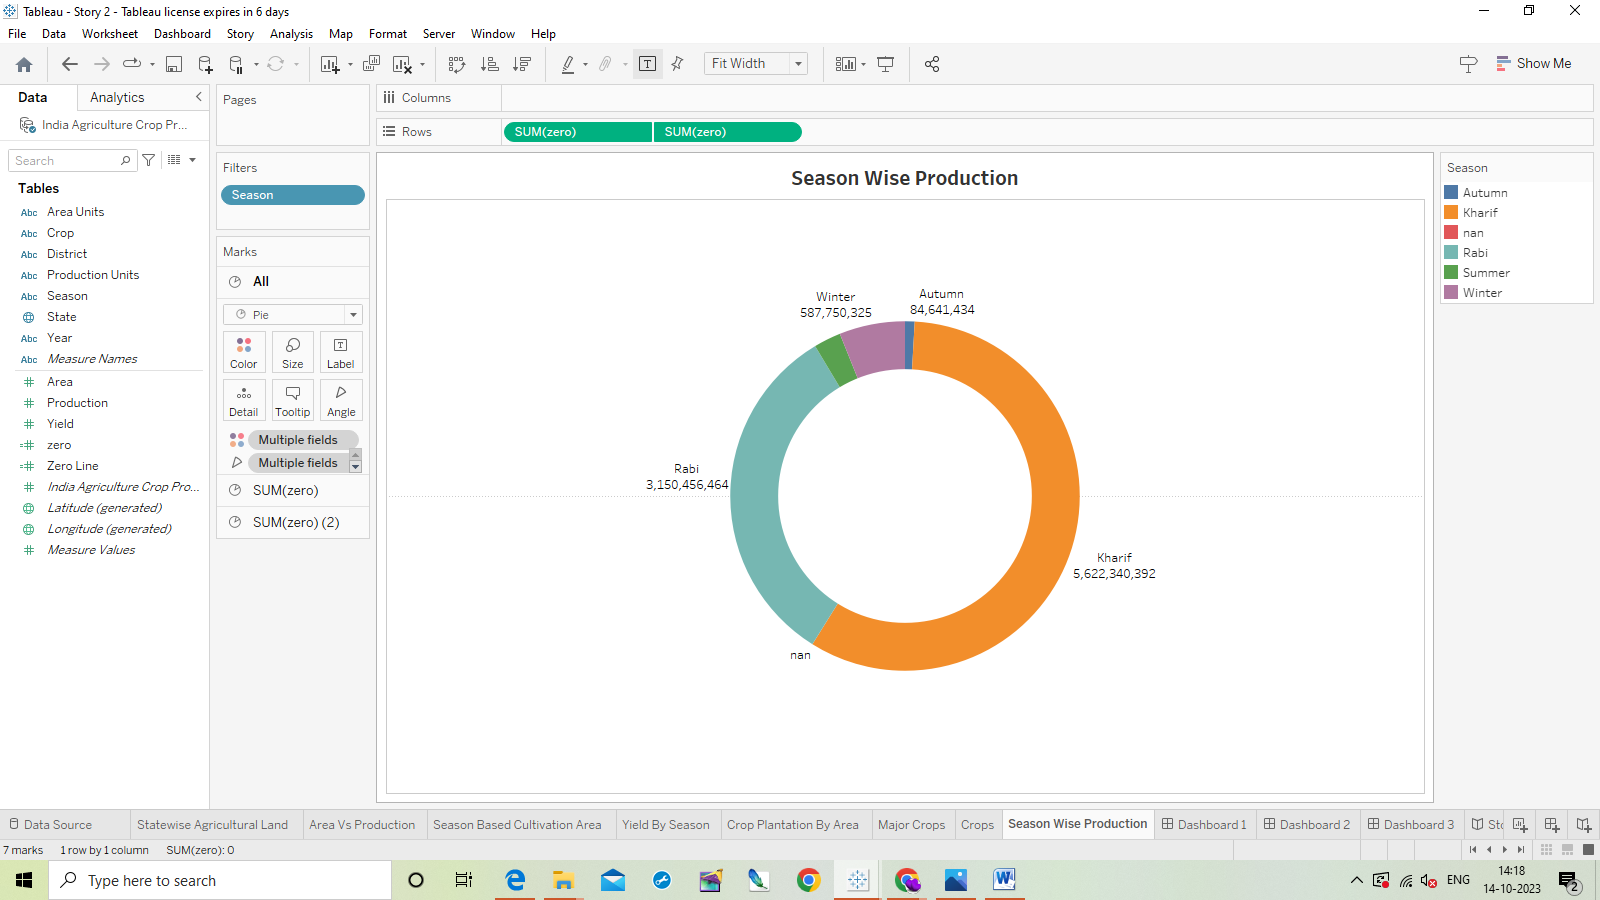 Tableau - Story 2 - Tableau license expires in 6 days
File Data Worksheet Dashboard Story Analysis Map Format Server Window Help
Fit Width
Show Me
Data Analytics
India Agriculture Crop Pr...
Search
Tables
Abc Area Units
Abc Crop
Abc District
Abc Production Units
Abc Season
State
Abc Year
Abc Measure Names
# Area
# Production
# Yield
=# zero
=# Zero Line
# India Agriculture Crop Pro...
Latitude (generated)
Longitude (generated)
# Measure Values
Pages
Filters
Season
Marks
All
Pie
Color Size Label
Detail Tooltip Angle
Multiple fields
Multiple fields
SUM(zero)
SUM(zero) (2)
Columns
Rows SUM(zero) SUM(zero)
Season Wise Production
Winter
587,750,325
Autumn
84,641,434
Rabi
3,150,456,464
Kharif
5,622,340,392
nan
Season
Autumn
Kharif
nan
Rabi
Summer
Winter
Data Source Statewise Agricultural Land Area Vs Production Season Based Cultivation Area Yield By Season Crop Plantation By Area Major Crops Crops Season Wise Production Dashboard 1 Dashboard 2 Dashboard 3 Sto
7 marks 1 row by 1 column SUM(zero): 0
Type here to search
ENG
14:18
14-10-2023
2